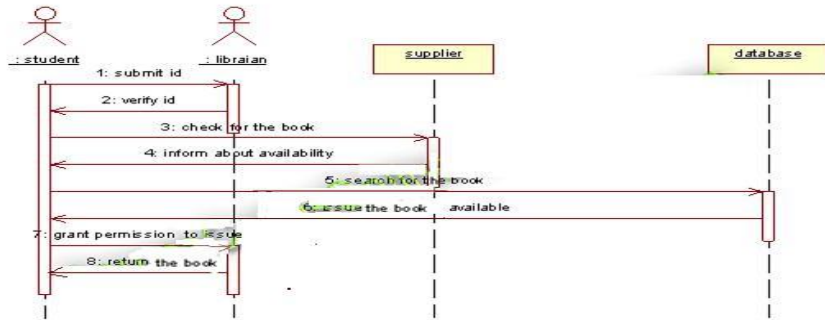 : student
: libraian
supplier
database
1: submit id
2: verify id
3: check for the book
4: inform about availability
5: search for the book
6: issue the book available
7: grant permission to issue
8: return the book